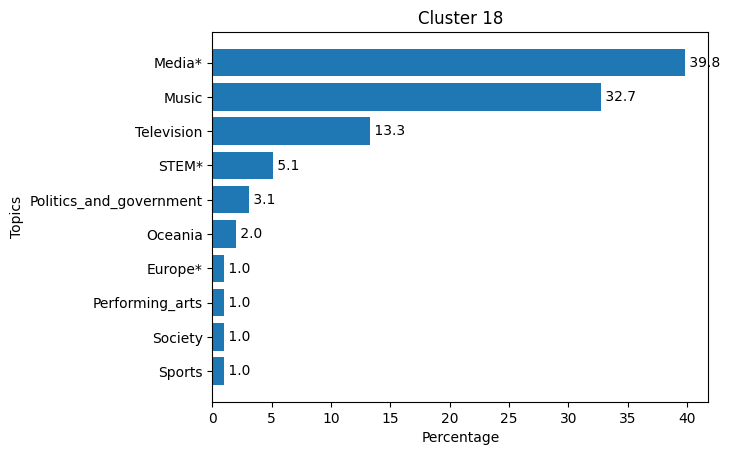 Cluster 18
Media* 39.8
Music 32.7
Television 13.3
STEM* 5.1
Politics_and_government 3.1
Oceania 2.0
Europe* 1.0
Performing_arts 1.0
Society 1.0
Sports 1.0
Topics
0 5 10 15 20 25 30 35 40
Percentage